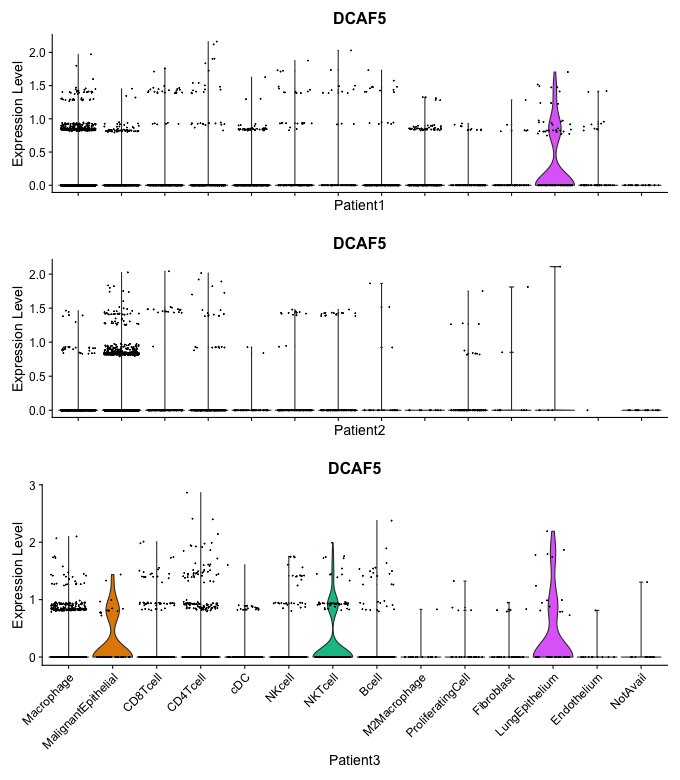 DCAF5
Expression Level
2.0
1.5
1.0
0.5
0.0
Patient1
DCAF5
Expression Level
2.0
1.5
1.0
0.5
0.0
Patient2
DCAF5
Expression Level
3
2
1
0
Macrophage
MalignantEpithelial
CD8Tcell
CD4Tcell
cDC
NKcell
NKTcell
Bcell
M2Macrophage
ProliferatingCell
Fibroblast
LungEpithelium
Endothelium
NotAvail
Patient3